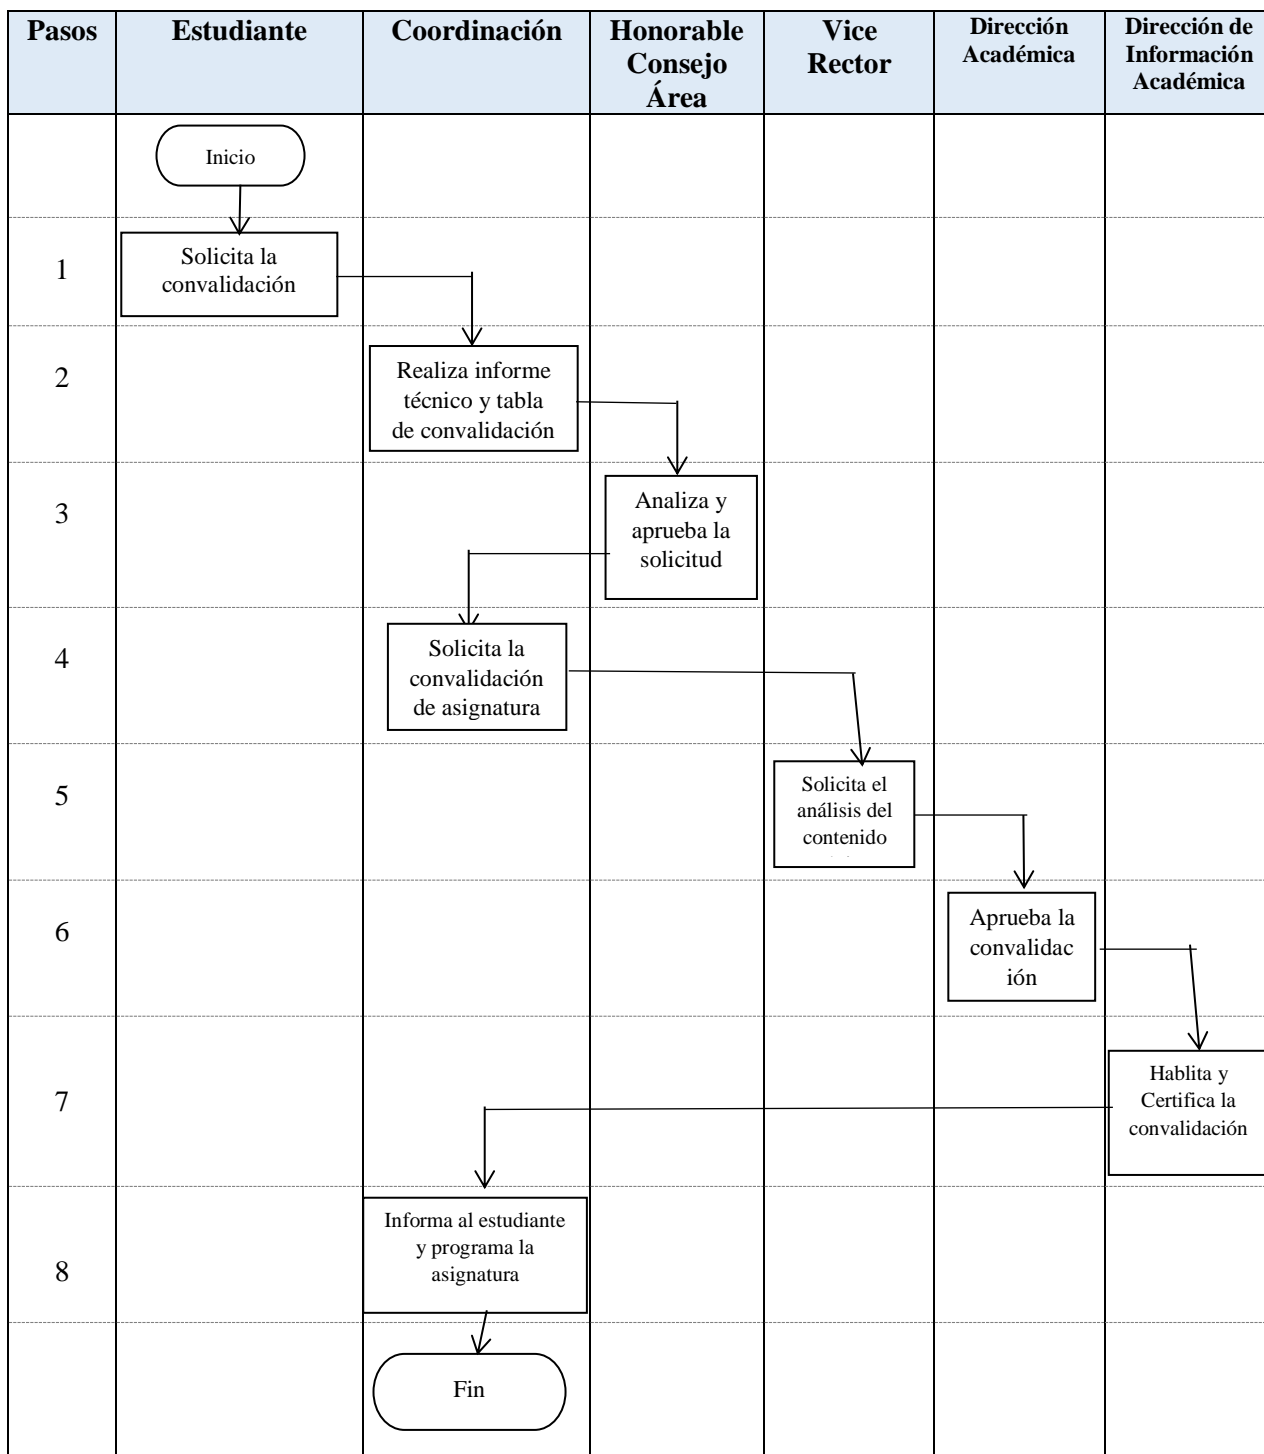 Pasos
Estudiante
Coordinación
Honorable
Consejo
Área
Vice
Rector
Dirección
Académica
Dirección de
Información
Académica
Inicio
1
Solicita la
convalidación
2
Realiza informe
técnico y tabla
de convalidación
3
Analiza y
aprueba la
solicitud
4
Solicita la
convalidación
de asignatura
5
Solicita el
análisis del
contenido
6
Aprueba la
convalidac
ión
7
Hablita y
Certifica la
convalidación
8
Informa al estudiante
y programa la
asignatura
Fin